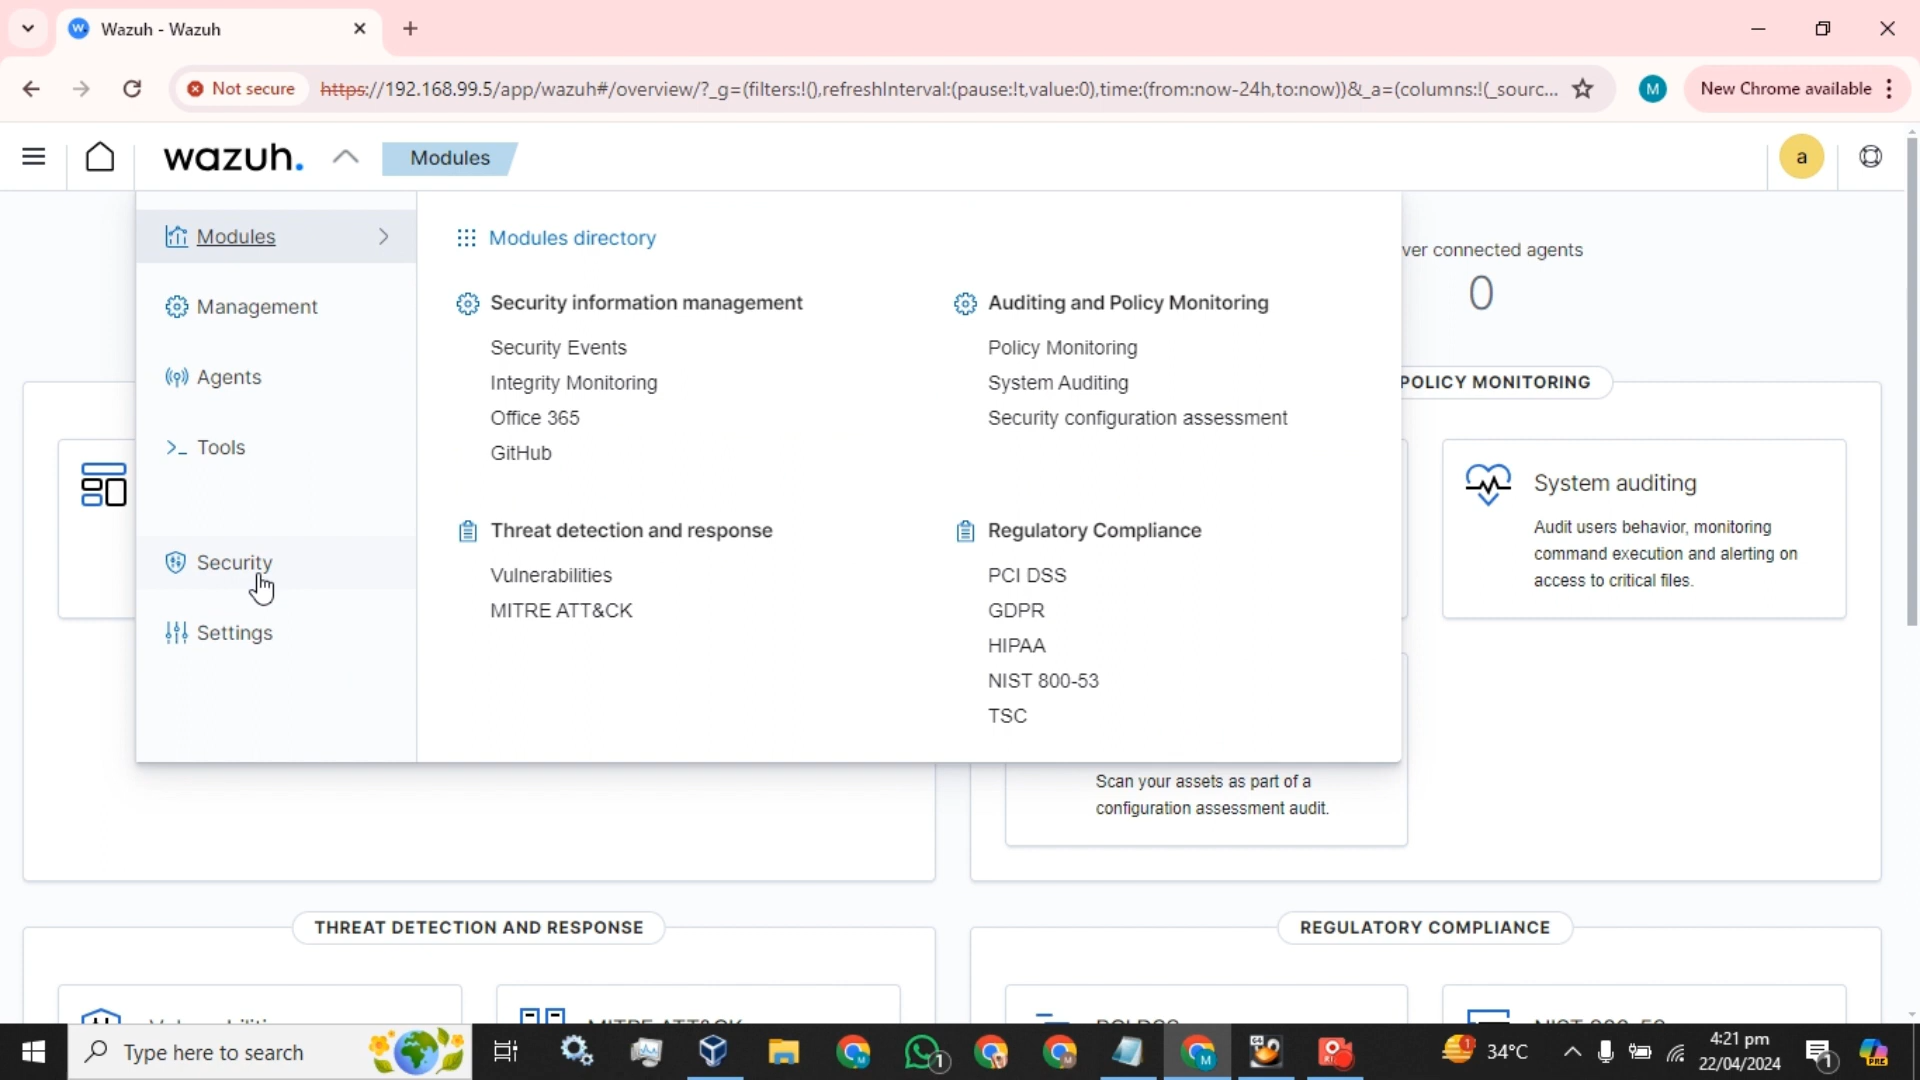 Wazuh - Wazuh
Not secure
https://192.168.99.5/app/wazuh#/overview/?_g=(filters:!(),refreshInterval:(pause:!t,value:0),time:(from:now-24h,to:now))&_a=(columns:!(_sourc...
M
New Chrome available
wazuh.
Modules
a
Modules
Management
Agents
Tools
Security
Settings
Modules directory
Security information management
Security Events
Integrity Monitoring
Office 365
GitHub
Auditing and Policy Monitoring
Policy Monitoring
System Auditing
Security configuration assessment
Threat detection and response
Vulnerabilities
MITRE ATT&CK
Regulatory Compliance
PCI DSS
GDPR
HIPAA
NIST 800-53
TSC
ver connected agents
0
POLICY MONITORING
System auditing
Audit users behavior, monitoring
command execution and alerting on
access to critical files.
Scan your assets as part of a
configuration assessment audit.
THREAT DETECTION AND RESPONSE
REGULATORY COMPLIANCE
Type here to search
34°C
4:21 pm
22/04/2024